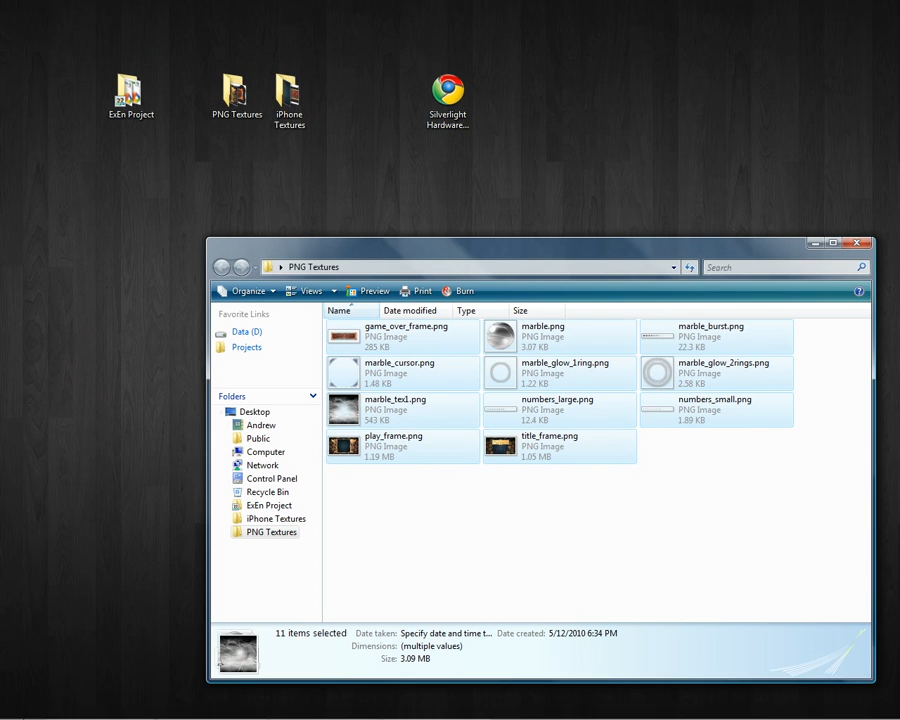 ExEn Project
PNG Textures
iPhone
Textures
Silverlight
Hardware...
PNG Textures
Search
Organize Views Preview Print Burn
Favorite Links
Data (D)
Projects
Folders
Desktop
Andrew
Public
Computer
Network
Control Panel
Recycle Bin
ExEn Project
iPhone Textures
PNG Textures
Name Date modified Type Size
game_over_frame.png
PNG Image
285 KB
marble.png
PNG Image
3.07 KB
marble_burst.png
PNG Image
22.3 KB
marble_cursor.png
PNG Image
1.48 KB
marble_glow_1ring.png
PNG Image
1.22 KB
marble_glow_2rings.png
PNG Image
2.58 KB
marble_tex1.png
PNG Image
543 KB
numbers_large.png
PNG Image
12.4 KB
numbers_small.png
PNG Image
1.89 KB
play_frame.png
PNG Image
1.19 MB
title_frame.png
PNG Image
1.05 MB
11 items selected Date taken: Specify date and time t... Date created: 5/12/2010 6:34 PM
Dimensions: (multiple values)
Size: 3.09 MB